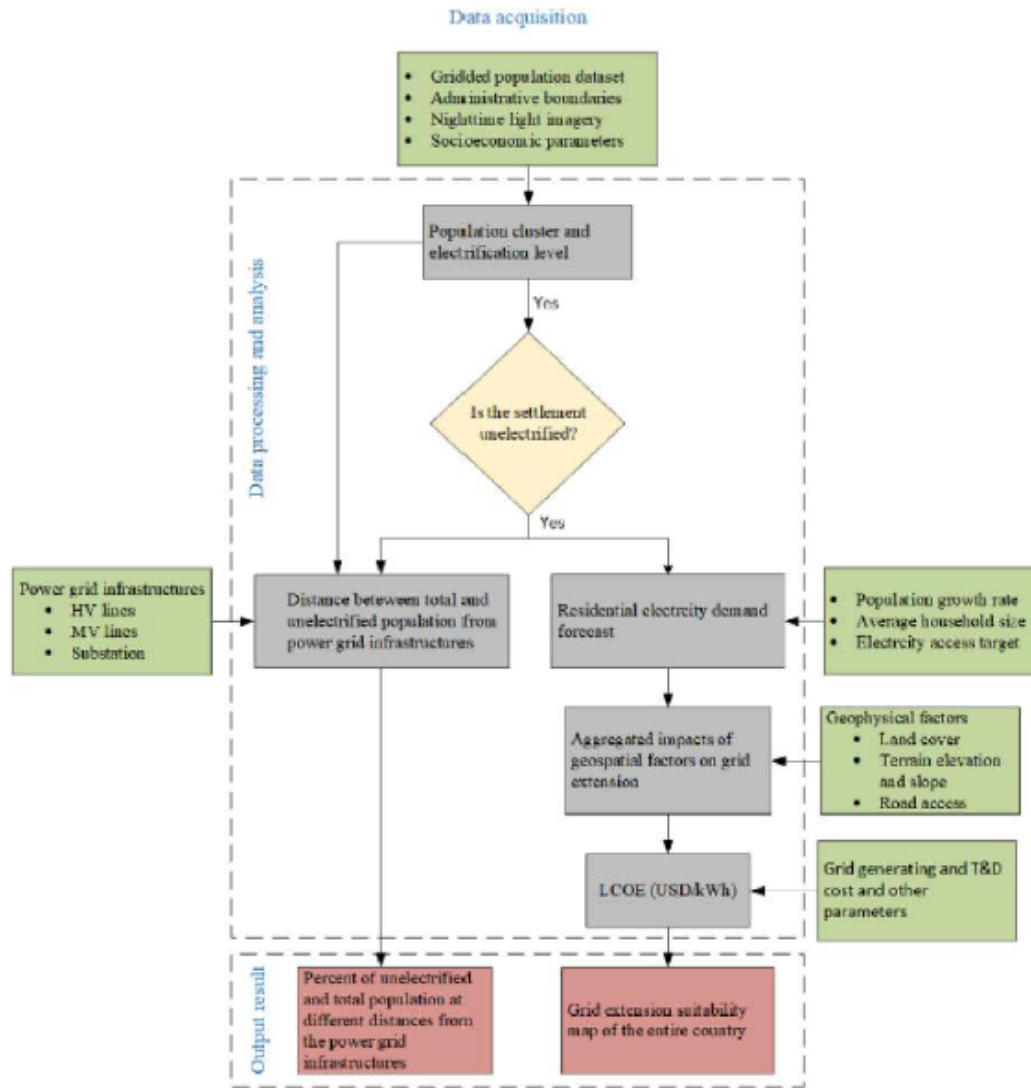 Data acquisition
• Gridded population dataset
• Administrative boundaries
• Nighttime light imagery
• Socioeconomic parameters
Data processing and analysis
Population cluster and
electrification level
Yes
Is the settlement
unelectrified?
Yes
Power grid infrastructures
• HV lines
• MV lines
• Substation
Distance beteween total and
unelectrified population from
power grid infrastructures
Residential electrcity demand
forecast
• Population growth rate
• Average household size
• Electrcity access target
Aggregated impacts of
geospatial factors on grid
extension
Geophysical factors
• Land cover
• Terrain elevation
and slope
• Road access
LCOE (USD/kWh)
Grid generating and T&D
cost and other
parameters
Output result
Percent of unelectrified
and total population at
different distances from
the power grid
infrastructures
Grid extension suitability
map of the entire country